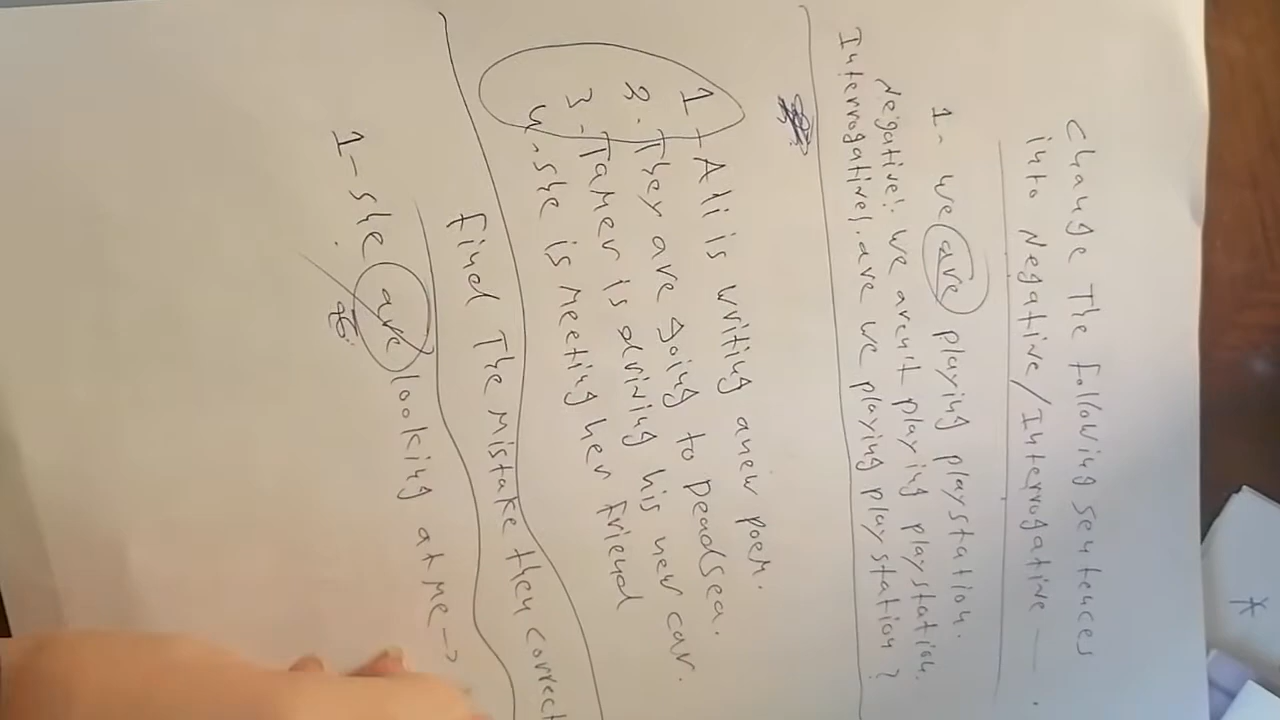 Change The following sentences
into Negative/Interrogative —.
1- we are playing playstation.
Negative: we aren't playing playstation.
Interrogative: are we playing playstation?
1- Ali is writing anew poem.
2- They are going to Deadsea.
3- Tamer is driving his new car.
4- she is meeting her friend
find The mistake then correct
1- she are looking at me →